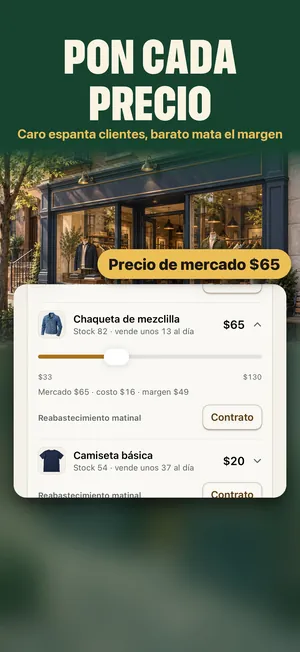 PON CADA
PRECIO
Caro espanta clientes, barato mata el margen
Precio de mercado $65
Chaqueta de mezclilla
Stock 82 · vende unos 13 al día
$65
$33
$130
Mercado $65 · costo $16 · margen $49
Reabastecimiento matinal
Contrato
Camiseta básica
Stock 54 · vende unos 37 al día
$20
Reabastecimiento matinal
Contrato